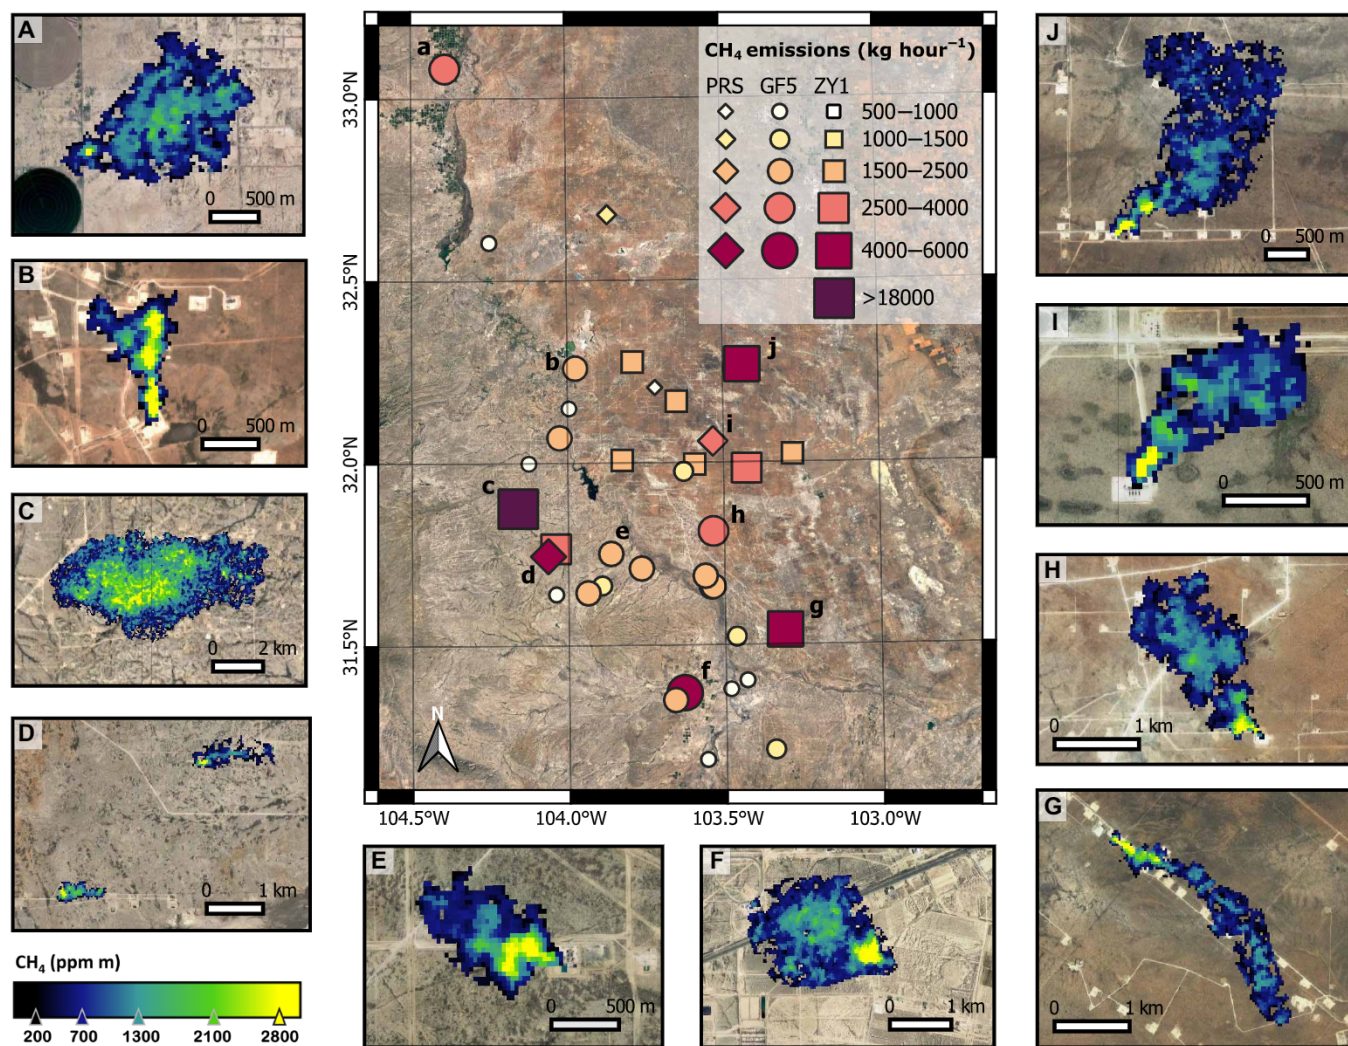 A
0 500 m
B
0 500 m
C
0 2 km
D
0 1 km
CH₄ (ppm m)
200 700 1300 2100 2800
33.0°N
32.5°N
32.0°N
31.5°N
104.5°W 104.0°W 103.5°W 103.0°W
CH₄ emissions (kg hour⁻¹)
PRS GF5 ZY1
500–1000
1000–1500
1500–2500
2500–4000
4000–6000
>18000
a
b
j
i
c
h
e
d
g
f
N
E
0 500 m
F
0 1 km
J
0 500 m
I
0 500 m
H
0 1 km
G
0 1 km